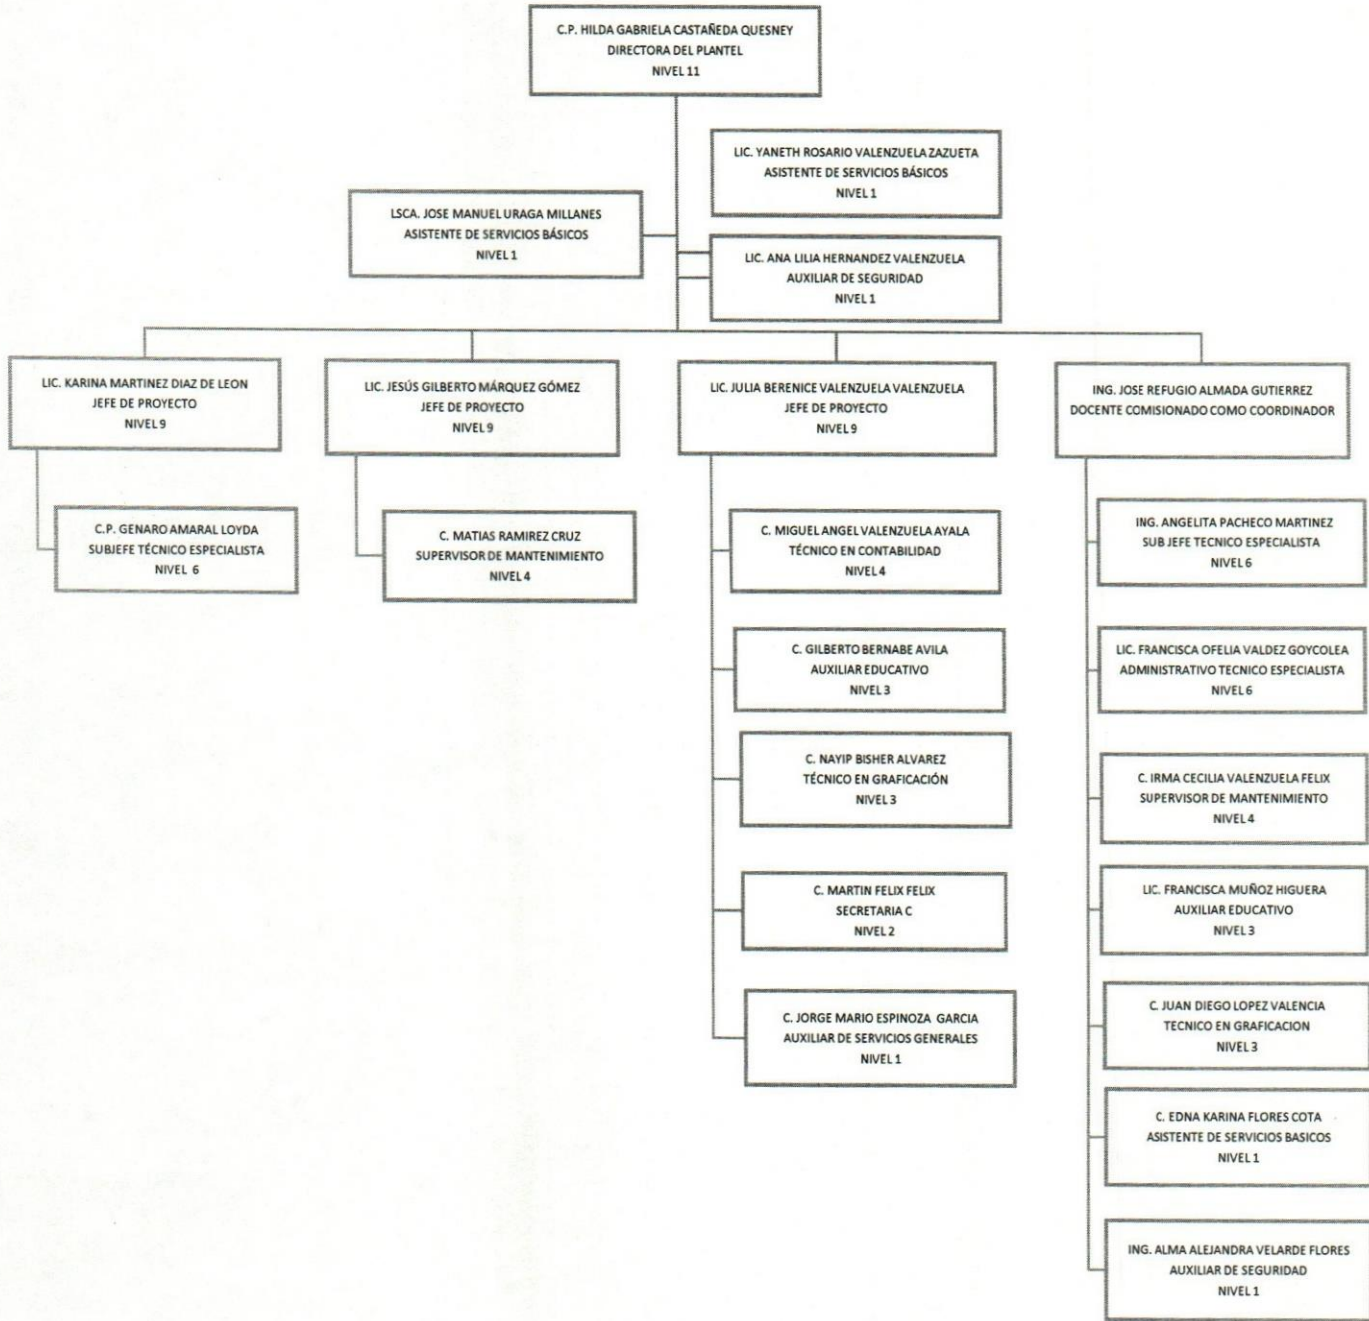 C.P. HILDA GABRIELA CASTAÑEDA QUESNEY
DIRECTORA DEL PLANTEL
NIVEL 11
LIC. YANETH ROSARIO VALENZUELA ZAZUETA
ASISTENTE DE SERVICIOS BÁSICOS
NIVEL 1
LSCA. JOSE MANUEL URAGA MILLANES
ASISTENTE DE SERVICIOS BÁSICOS
NIVEL 1
LIC. ANA LILIA HERNANDEZ VALENZUELA
AUXILIAR DE SEGURIDAD
NIVEL 1
LIC. KARINA MARTINEZ DIAZ DE LEON
JEFE DE PROYECTO
NIVEL 9
C.P. GENARO AMARAL LOYDA
SUBJEFE TÉCNICO ESPECIALISTA
NIVEL 6
LIC. JESÚS GILBERTO MÁRQUEZ GÓMEZ
JEFE DE PROYECTO
NIVEL 9
C. MATIAS RAMIREZ CRUZ
SUPERVISOR DE MANTENIMIENTO
NIVEL 4
LIC. JULIA BERENICE VALENZUELA VALENZUELA
JEFE DE PROYECTO
NIVEL 9
C. MIGUEL ANGEL VALENZUELA AYALA
TÉCNICO EN CONTABILIDAD
NIVEL 4
C. GILBERTO BERNABE AVILA
AUXILIAR EDUCATIVO
NIVEL 3
C. NAYIP BISHER ALVAREZ
TÉCNICO EN GRAFICACIÓN
NIVEL 3
C. MARTIN FELIX FELIX
SECRETARIA C
NIVEL 2
C. JORGE MARIO ESPINOZA GARCIA
AUXILIAR DE SERVICIOS GENERALES
NIVEL 1
ING. JOSE REFUGIO ALMADA GUTIERREZ
DOCENTE COMISIONADO COMO COORDINADOR
ING. ANGELITA PACHECO MARTINEZ
SUB JEFE TECNICO ESPECIALISTA
NIVEL 6
LIC. FRANCISCA OFELIA VALDEZ GOYCOLEA
ADMINISTRATIVO TECNICO ESPECIALISTA
NIVEL 6
C. IRMA CECILIA VALENZUELA FELIX
SUPERVISOR DE MANTENIMIENTO
NIVEL 4
LIC. FRANCISCA MUÑOZ HIGUERA
AUXILIAR EDUCATIVO
NIVEL 3
C. JUAN DIEGO LOPEZ VALENCIA
TECNICO EN GRAFICACION
NIVEL 3
C. EDNA KARINA FLORES COTA
ASISTENTE DE SERVICIOS BASICOS
NIVEL 1
ING. ALMA ALEJANDRA VELARDE FLORES
AUXILIAR DE SEGURIDAD
NIVEL 1